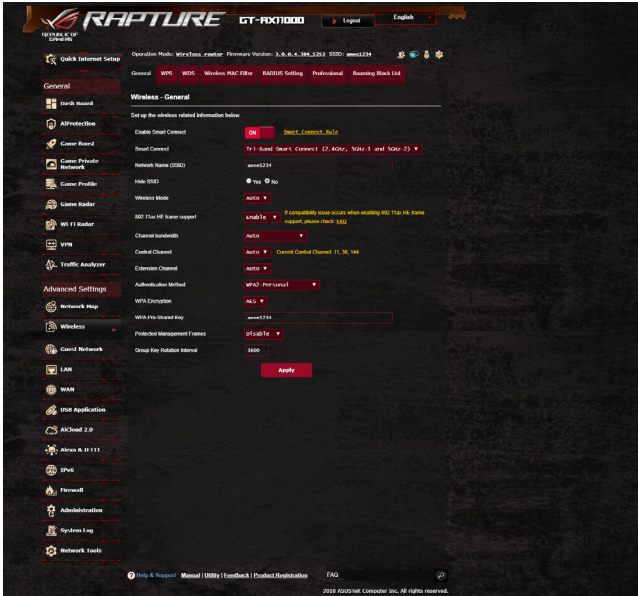 REPUBLIC OF
GAMERS
RAPTURE
GT-AX11000
Logout
English
Quick Internet Setup
General
Dash Board
AiProtection
Game Boost
Game Private
Network
Game Profile
Game Radar
Wi-Fi Radar
VPN
Traffic Analyzer
Advanced Settings
Network Map
Wireless
Guest Network
LAN
WAN
USB Application
AiCloud 2.0
Alexa & IFTTT
IPv6
Firewall
Administration
System Log
Network Tools
Operation Mode: Wireless router Firmware Version: 3.0.0.4.384_5252 SSID:
General WPS WDS Wireless MAC Filter RADIUS Setting Professional Roaming Block List
Wireless - General
Set up the wireless related information below.
Enable Smart Connect ON Smart Connect Rule
Smart Connect Tri-Band Smart Connect (2.4GHz, 5GHz-1 and 5GHz-2)
Network Name (SSID)
Hide SSID Yes No
Wireless Mode Auto
802.11ax HE frame support Enable If compatibility issue occurs when enabling 802.11ax HE frame
support, please check: FAQ
Channel bandwidth Auto
Control Channel Auto Current Control Channel: 11, 36, 144
Extension Channel Auto
Authentication Method WPA2-Personal
WPA Encryption AES
WPA Pre-Shared Key
Protected Management Frames Disable
Group Key Rotation Interval 3600
Apply
Help & Support Manual | Utility | Feedback | Product Registration FAQ
2018 ASUSTeK Computer Inc. All rights reserved.